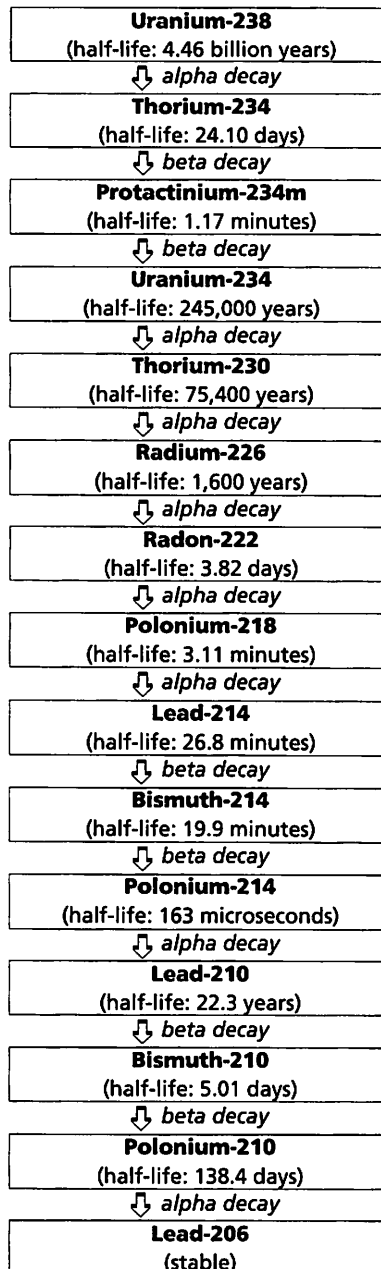 Uranium-238
(half-life: 4.46 billion years)
alpha decay
Thorium-234
(half-life: 24.10 days)
beta decay
Protactinium-234m
(half-life: 1.17 minutes)
beta decay
Uranium-234
(half-life: 245,000 years)
alpha decay
Thorium-230
(half-life: 75,400 years)
alpha decay
Radium-226
(half-life: 1,600 years)
alpha decay
Radon-222
(half-life: 3.82 days)
alpha decay
Polonium-218
(half-life: 3.11 minutes)
alpha decay
Lead-214
(half-life: 26.8 minutes)
beta decay
Bismuth-214
(half-life: 19.9 minutes)
beta decay
Polonium-214
(half-life: 163 microseconds)
alpha decay
Lead-210
(half-life: 22.3 years)
beta decay
Bismuth-210
(half-life: 5.01 days)
beta decay
Polonium-210
(half-life: 138.4 days)
alpha decay
Lead-206
(stable)